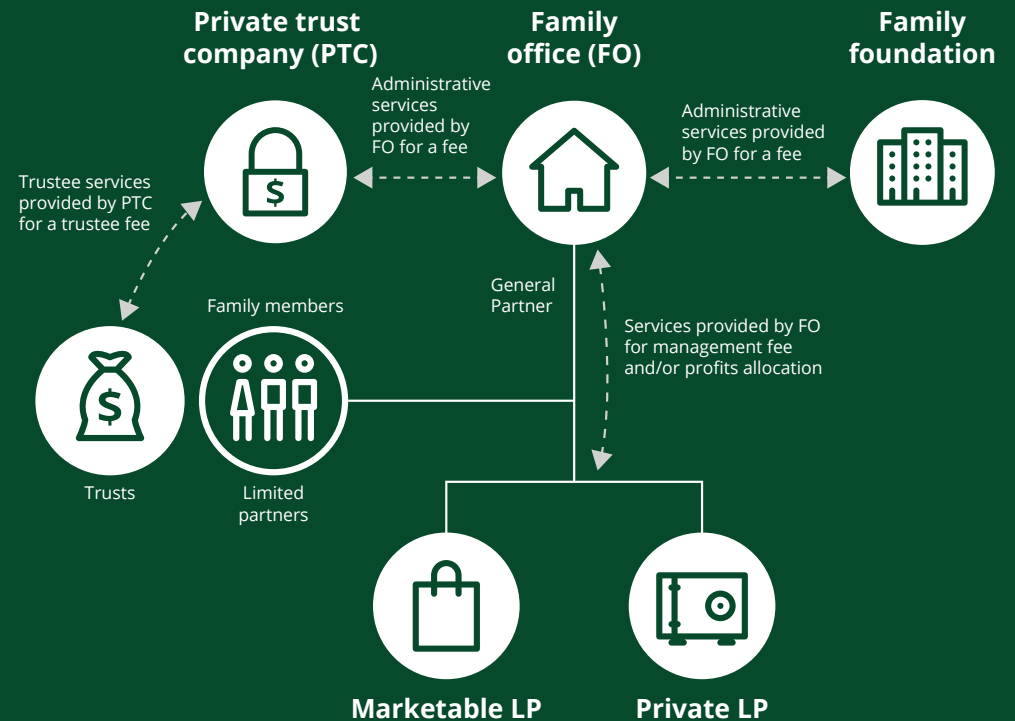 Private trust
company (PTC)
Family
office (FO)
Family
foundation
Administrative
services
provided by
FO for a fee
Administrative
services provided
by FO for a fee
$
Trustee services
provided by PTC
for a trustee fee
General
Partner
Family members
Services provided by FO
for management fee
and/or profits allocation
$
Trusts
Limited
partners
Marketable LP
Private LP